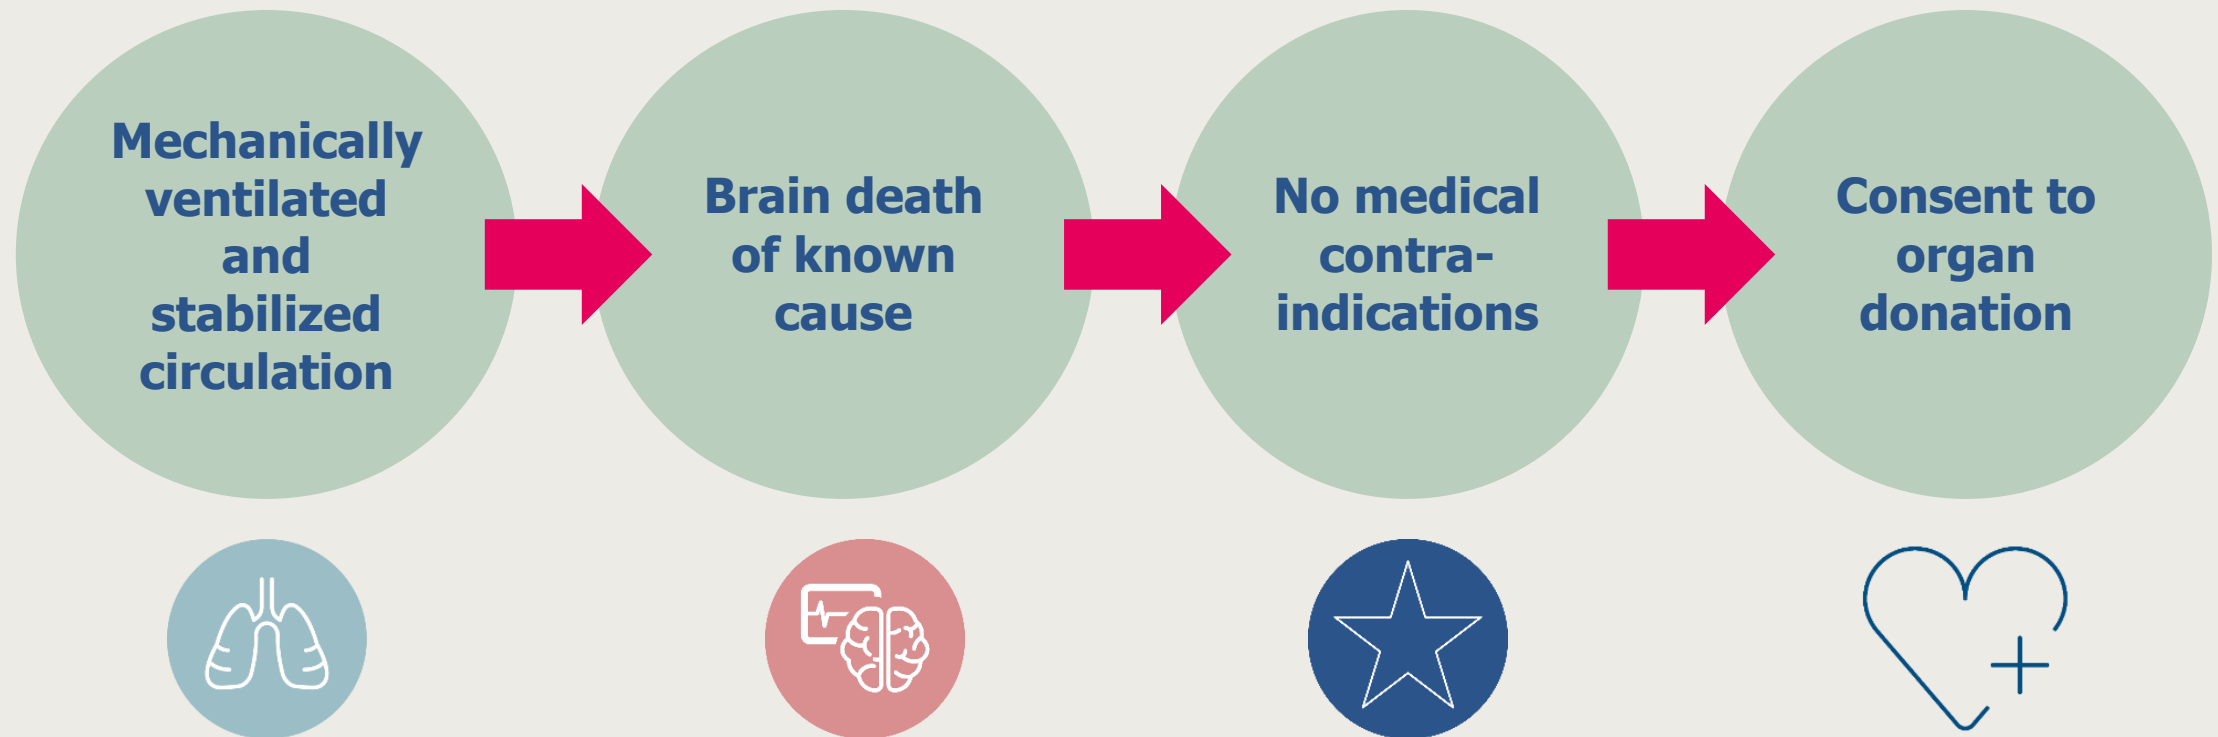 Mechanically
ventilated
and
stabilized
circulation
Brain death
of known
cause
No medical
contra-
indications
Consent to
organ
donation